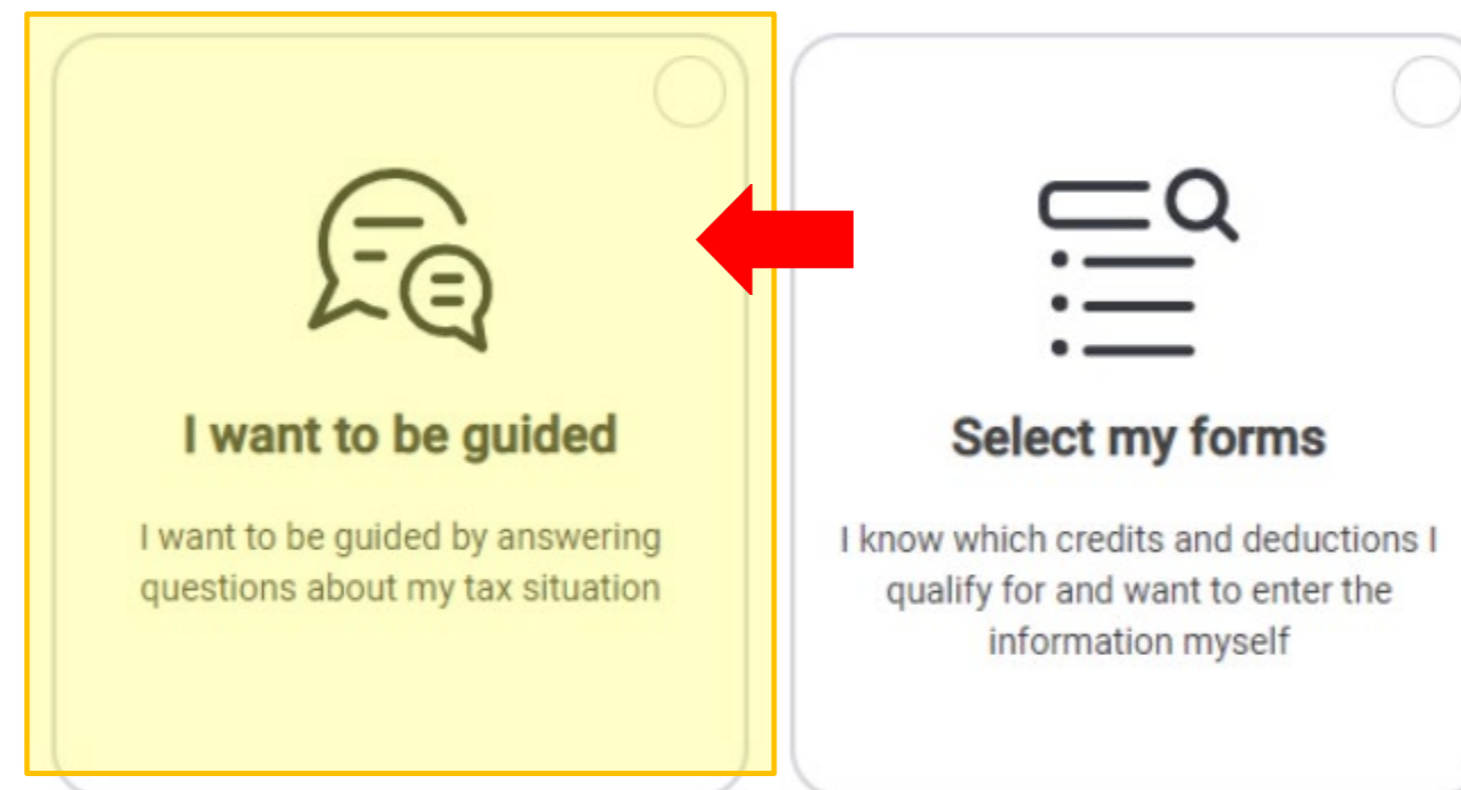 I want to be guided
I want to be guided by answering
questions about my tax situation
Select my forms
I know which credits and deductions I
qualify for and want to enter the
information myself